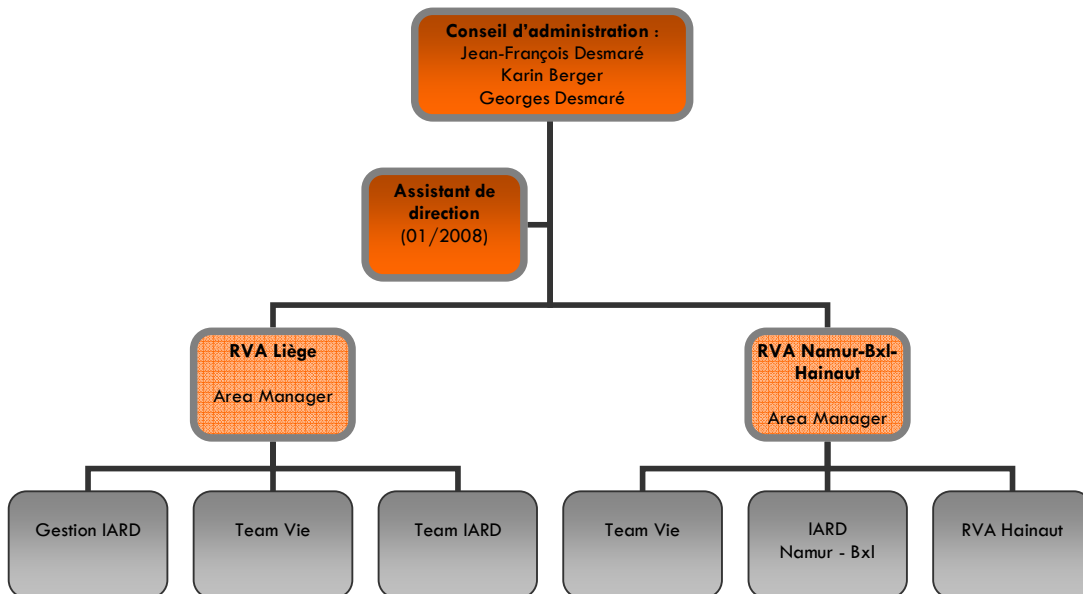 Conseil d'administration :
Jean-François Desmaré
Karin Berger
Georges Desmaré
Assistant de
direction
(01/2008)
RVA Liège
Area Manager
RVA Namur-Bxl-
Hainaut
Area Manager
Gestion IARD
Team Vie
Team IARD
Team Vie
IARD
Namur - Bxl
RVA Hainaut